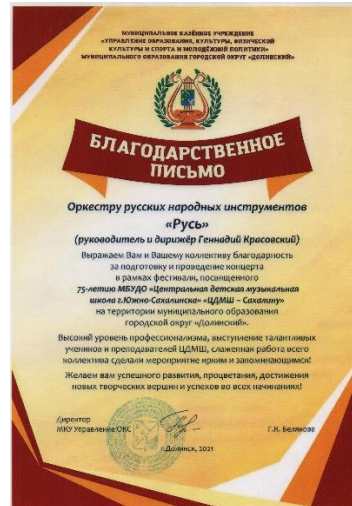 МУНИЦИПАЛЬНОЕ КАЗЁННОЕ УЧРЕЖДЕНИЕ
«УПРАВЛЕНИЕ ОБРАЗОВАНИЯ, КУЛЬТУРЫ, ФИЗИЧЕСКОЙ
КУЛЬТУРЫ И СПОРТА И МОЛОДЁЖНОЙ ПОЛИТИКИ»
МУНИЦИПАЛЬНОГО ОБРАЗОВАНИЯ ГОРОДСКОЙ ОКРУГ «ДОЛИНСКИЙ»
БЛАГОДАРСТВЕННОЕ
ПИСЬМО
Оркестру русских народных инструментов
«Русь»
(руководитель и дирижёр Геннадий Красовский)
Выражаем Вам и Вашему коллективу благодарность
за подготовку и проведение концерта
в рамках фестиваля, посвященного
75-летию МБУДО «Центральная детская музыкальная
школа г.Южно-Сахалинска» «ЦДМШ – Сахалину»
на территории муниципального образования
городской округ «Долинский».
Высокий уровень профессионализма, выступление талантливых
учеников и преподавателей ЦДМШ, слаженная работа всего
коллектива сделали мероприятие ярким и запоминающимся!
Желаем вам успешного развития, процветания, достижения
новых творческих вершин и успехов во всех начинаниях!
Директор
МКУ Управление ОКС
Г.К. Белякова
г.Долинск, 2021